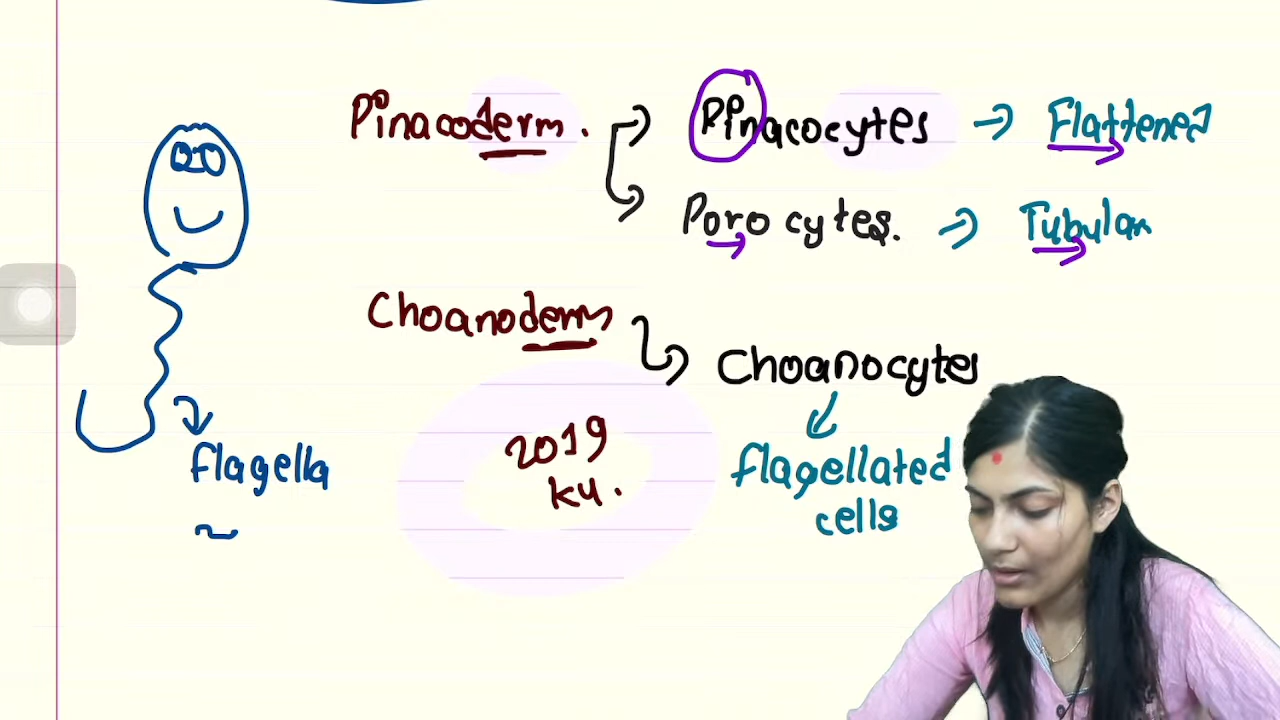 Pinacoderm. → Pinacocytes → Flattened
Porocytes. → Tubular
Choanoderm
Choanocytes
flagellated
cells
2019
KU.
flagella